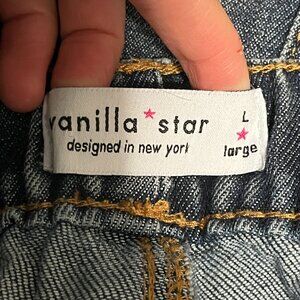 vanilla★star
designed in new york
L
★
large